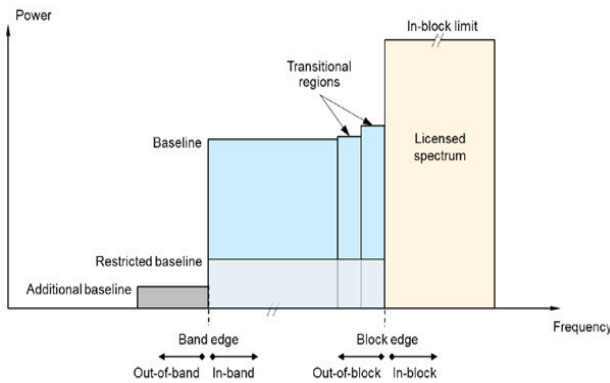 Power
In-block limit
Transitional
regions
Baseline
Licensed
spectrum
Restricted baseline
Additional baseline
Frequency
Band edge
Block edge
Out-of-band
In-band
Out-of-block
In-block